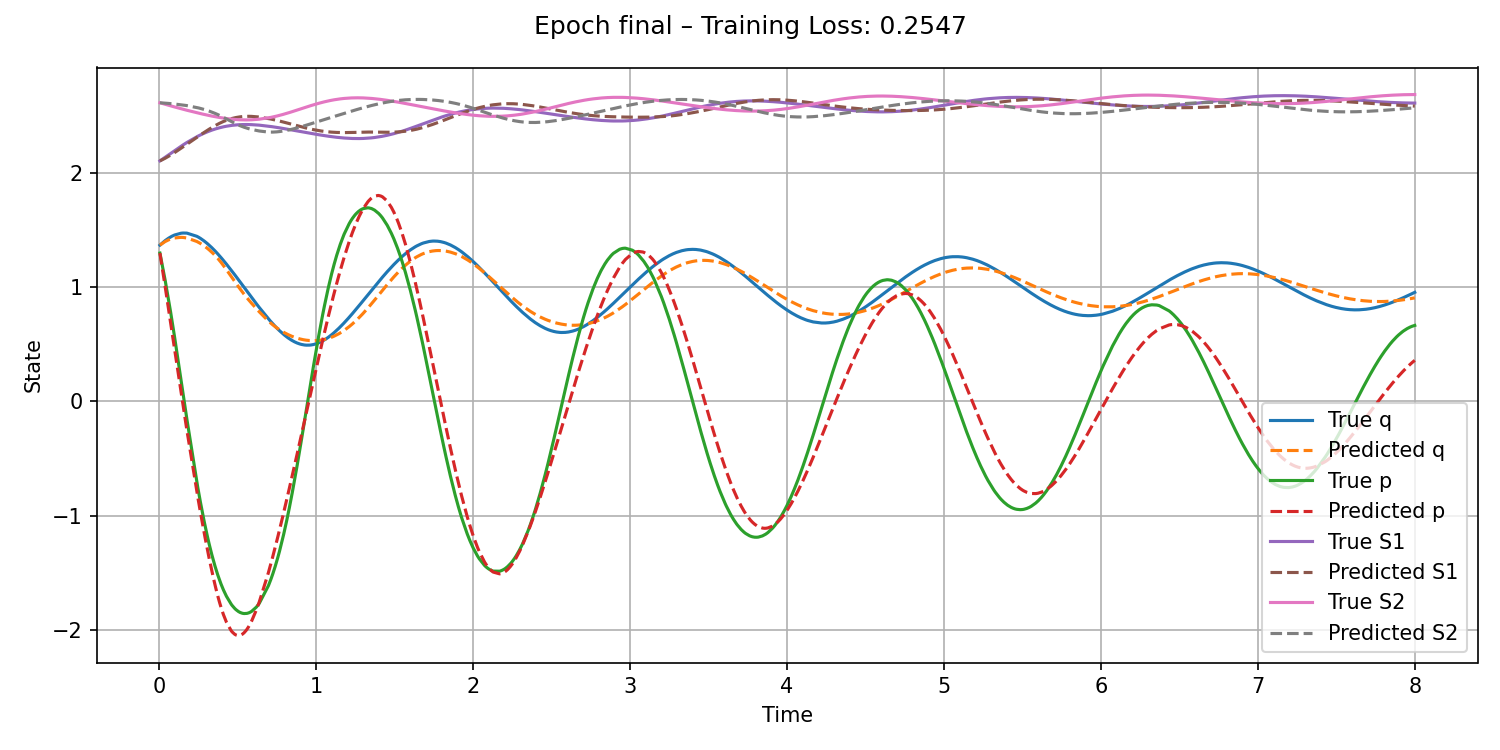 Epoch final – Training Loss: 0.2547
State
2
1
0
−1
−2
True q
Predicted q
True p
Predicted p
True S1
Predicted S1
True S2
Predicted S2
0 1 2 3 4 5 6 7 8
Time